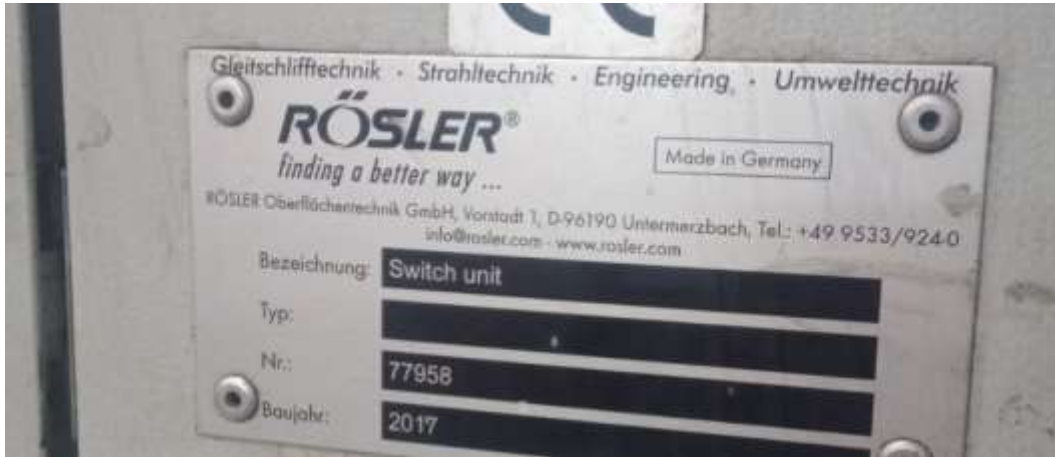 Gleitschlifftechnik · Strahltechnik · Engineering · Umwelttechnik
RÖSLER®
finding a better way ...
Made in Germany
RÖSLER Oberflächentechnik GmbH, Vorstadt 1, D-96190 Untermerzbach, Tel.: +49 9533/924-0
info@rosler.com · www.rosler.com
Bezeichnung: Switch unit
Typ:
Nr.: 77958
Baujahr: 2017